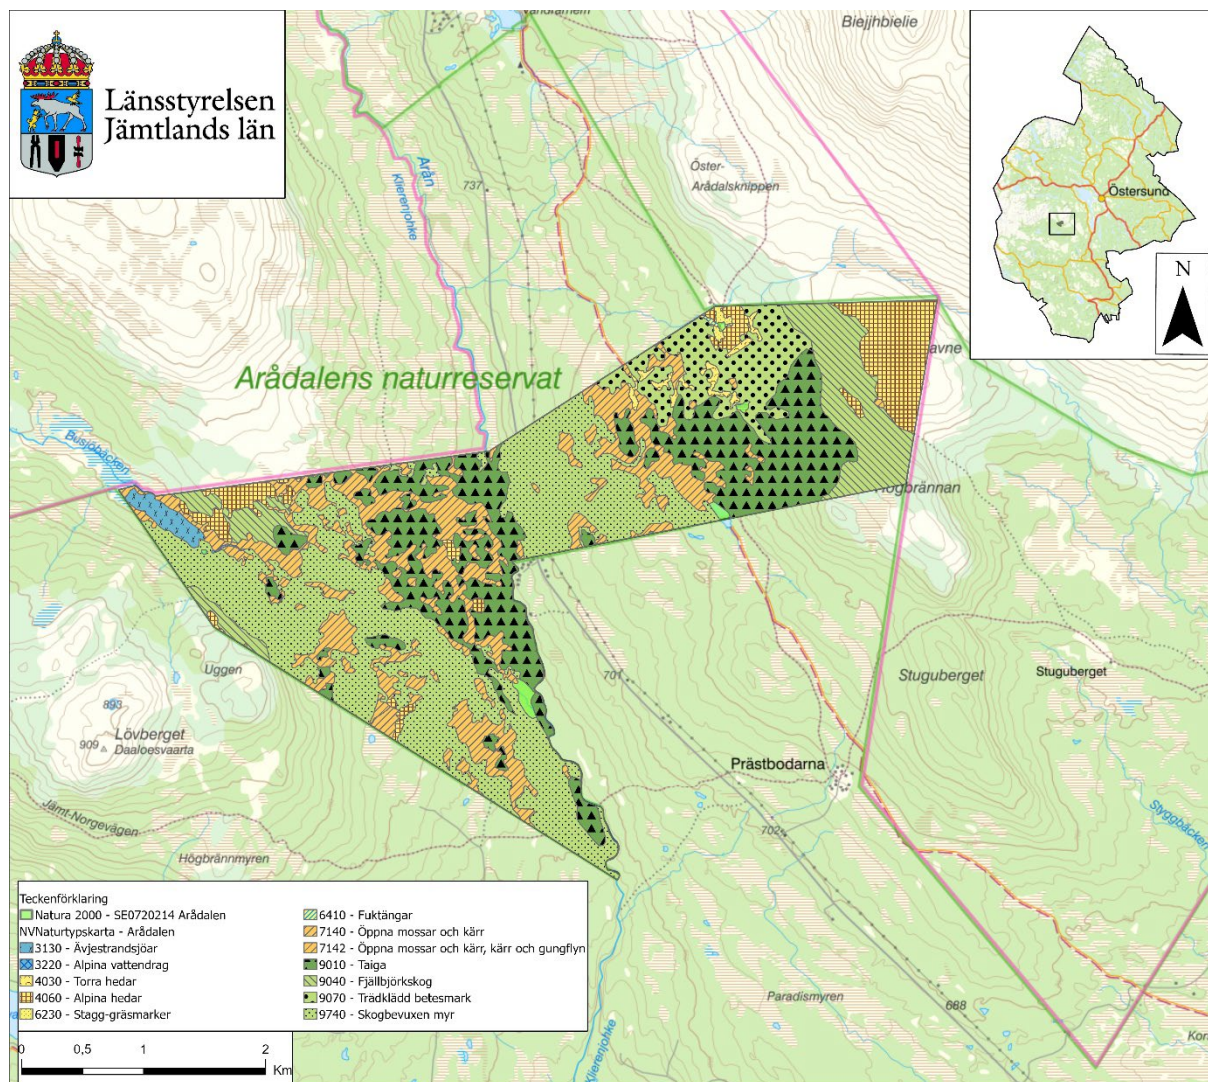 Länsstyrelsen
Jämtlands län
Biejjhbielie
Arån
Klierenjohke
737
Öster-
Arådalsknippen
Östersund
N
Arådalens naturreservat
avne
Busjöbäcken
Högbrännan
Uggen
893
Lövberget
909
Daaloesvaarta
701
Stuguberget
Stuguberget
Prästbodarna
Jämt-Norgevägen
Högbrännmyren
702
Styggbäcken
Paradismyren
688
Klierenjohke
Kor
Teckenförklaring
Natura 2000 - SE0720214 Arådalen
NVNaturtypskarta - Arådalen
3130 - Ävjestrandsjöar
3220 - Alpina vattendrag
4030 - Torra hedar
4060 - Alpina hedar
6230 - Stagg-gräsmarker
6410 - Fuktängar
7140 - Öppna mossar och kärr
7142 - Öppna mossar och kärr, kärr och gungflyn
9010 - Taiga
9040 - Fjällbjörkskog
9070 - Trädklädd betesmark
9740 - Skogbevuxen myr
0 0,5 1 2
Km